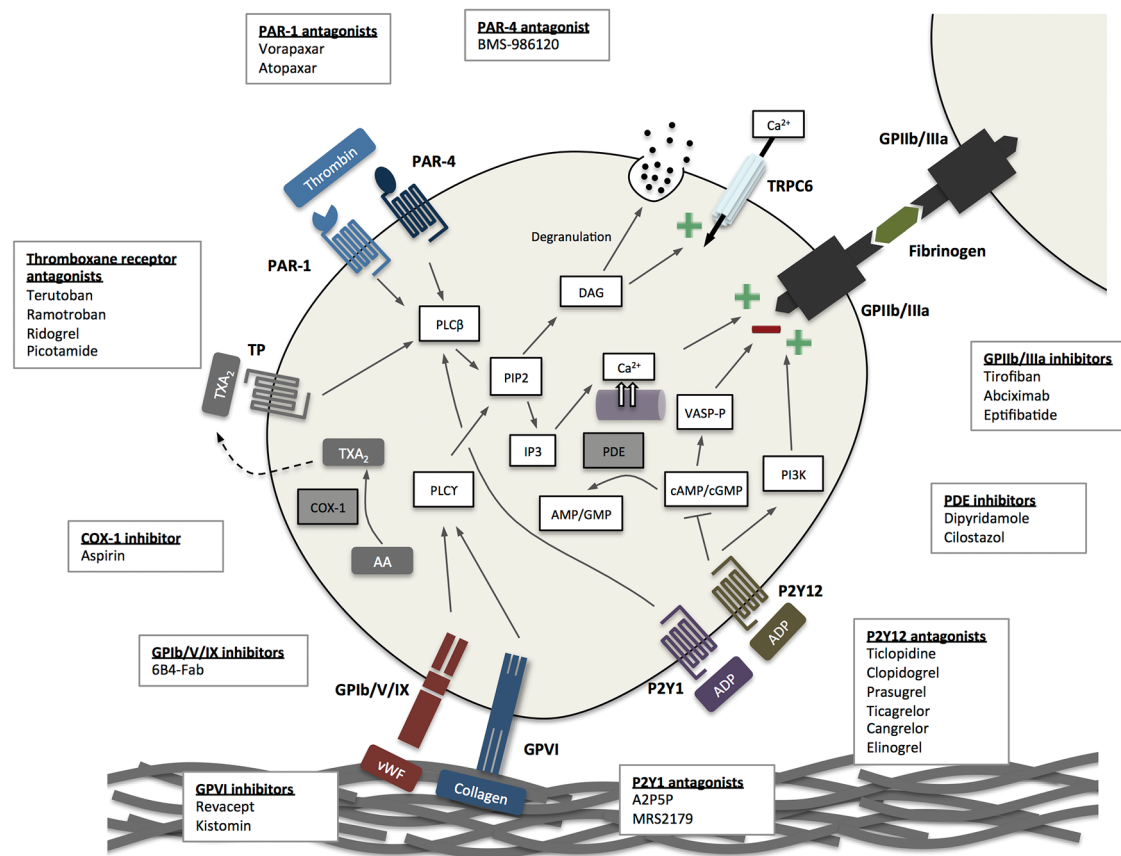 PAR-1 antagonists
Vorapaxar
Atopaxar
PAR-4 antagonist
BMS-986120
Ca²⁺
GPIIb/IIIa
TRPC6
PAR-4
Thrombin
PAR-1
Degranulation
Fibrinogen
GPIIb/IIIa
Thromboxane receptor
antagonists
Terutoban
Ramotroban
Ridogrel
Picotamide
DAG
PLCβ
TP
TXA₂
PIP2
Ca²⁺
VASP-P
GPIIb/IIIa inhibitors
Tirofiban
Abciximab
Eptifibatide
TXA₂
IP3
PDE
PI3K
PLCϒ
cAMP/cGMP
COX-1
AMP/GMP
PDE inhibitors
Dipyridamole
Cilostazol
COX-1 inhibitor
Aspirin
AA
P2Y12
ADP
P2Y1
ADP
GPIb/V/IX inhibitors
6B4-Fab
GPIb/V/IX
GPVI
vWF
Collagen
P2Y12 antagonists
Ticlopidine
Clopidogrel
Prasugrel
Ticagrelor
Cangrelor
Elinogrel
GPVI inhibitors
Revacept
Kistomin
P2Y1 antagonists
A2P5P
MRS2179